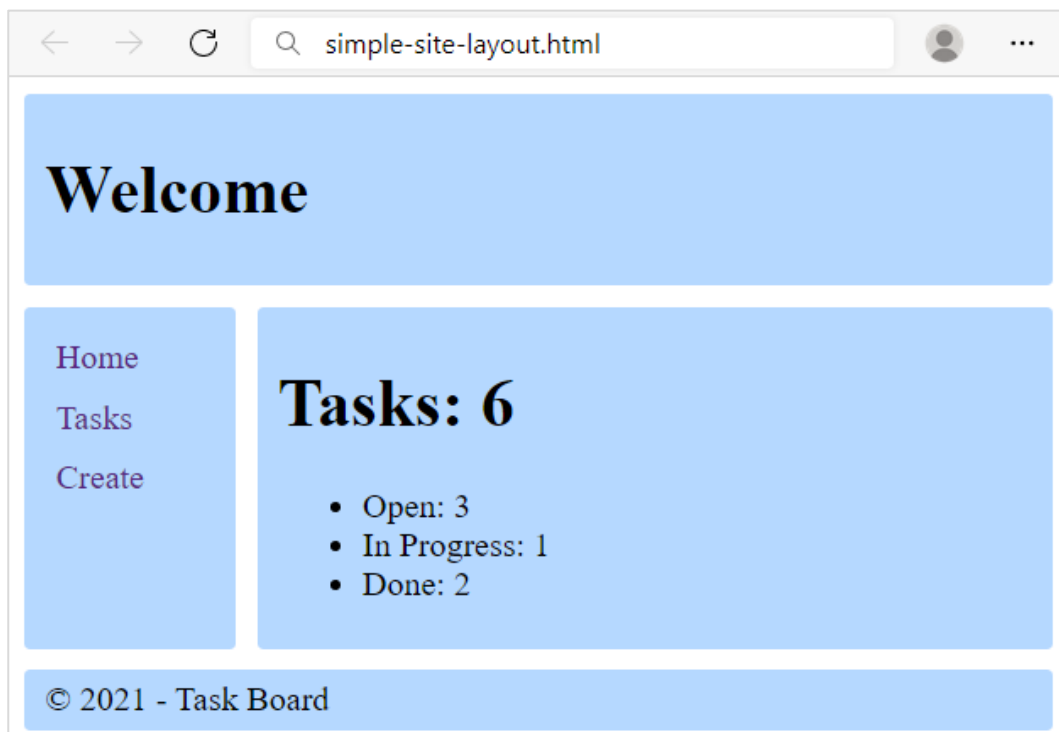 simple-site-layout.html
Welcome
Home
Tasks
Create
Tasks: 6
Open: 3
In Progress: 1
Done: 2
© 2021 - Task Board